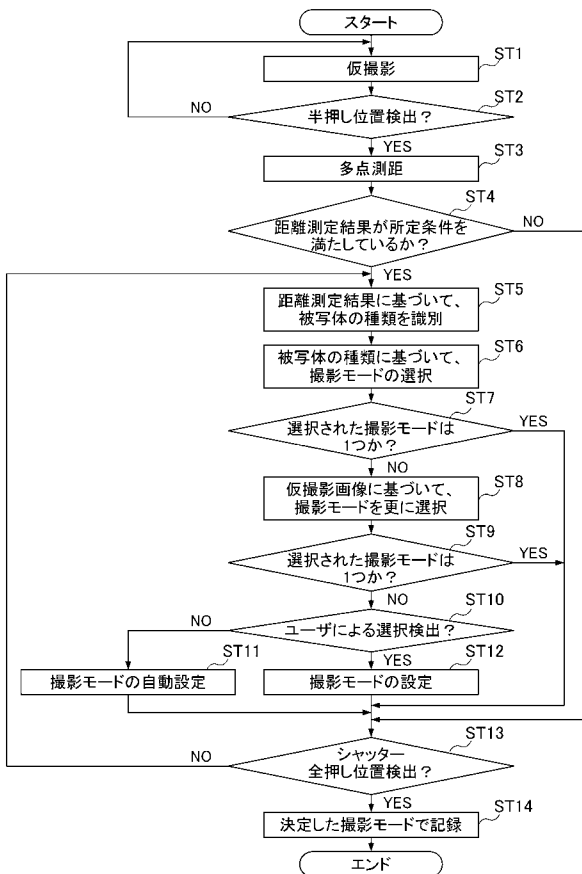 スタート
ST1
仮撮影
ST2
NO
半押し位置検出？
YES
ST3
多点測距
ST4
距離測定結果が所定条件を
満たしているか？
NO
YES
ST5
距離測定結果に基づいて、
被写体の種類を識別
ST6
被写体の種類に基づいて、
撮影モードの選択
ST7
選択された撮影モードは
1つか？
YES
NO
ST8
仮撮影画像に基づいて、
撮影モードを更に選択
ST9
選択された撮影モードは
1つか？
YES
NO
ST10
NO
ユーザによる選択検出？
ST11
YES
ST12
撮影モードの自動設定
撮影モードの設定
ST13
NO
シャッター
全押し位置検出？
YES
ST14
決定した撮影モードで記録
エンド